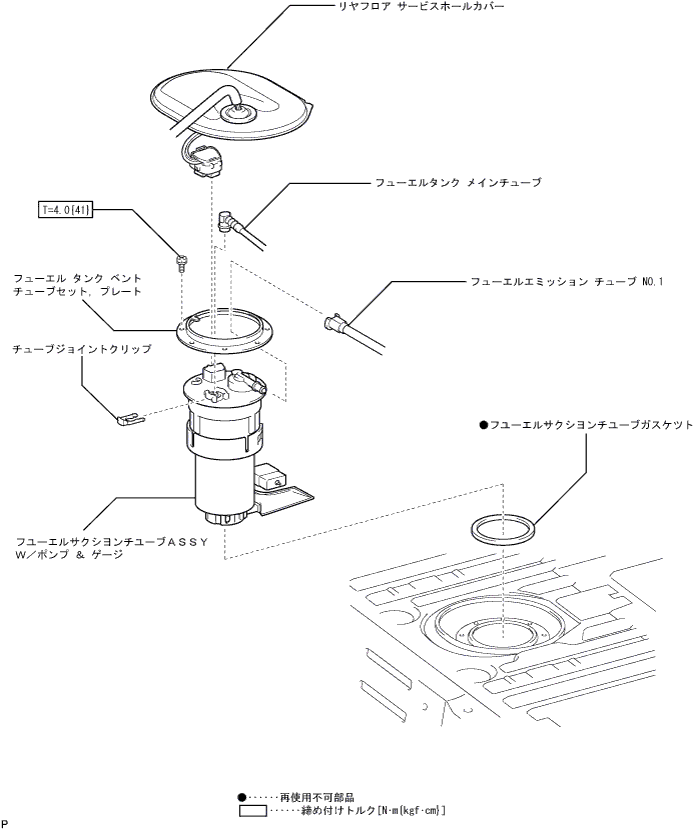 リヤフロア サービスホールカバー
フューエルタンク メインチューブ
T=4.0{41}
フューエル タンク ベント
チューブセット, プレート
フューエルエミッション チューブ NO.1
チューブジョイントクリップ
●フユーエルサクシヨンチユーブガスケツト
フユーエルサクシヨンチユーブASSY
W/ポンプ & ゲージ
●・・・・・・再使用不可部品
・・・・・・締め付けトルク[N・m{kgf・cm}]
P